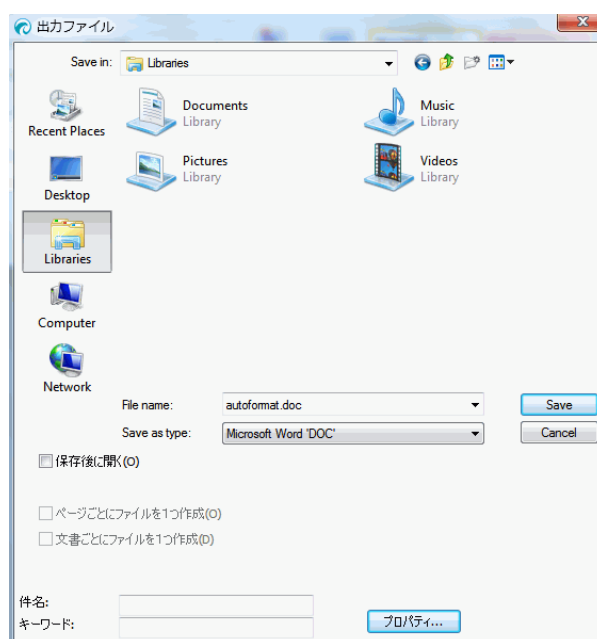 出力ファイル
Save in: Libraries
Recent Places
Desktop
Libraries
Computer
Network
Documents
Library
Music
Library
Pictures
Library
Videos
Library
File name: autoformat.doc Save
Save as type: Microsoft Word 'DOC' Cancel
保存後に開く(O)
ページごとにファイルを1つ作成(O)
文書ごとにファイルを1つ作成(D)
件名:
キーワード: プロパティ...